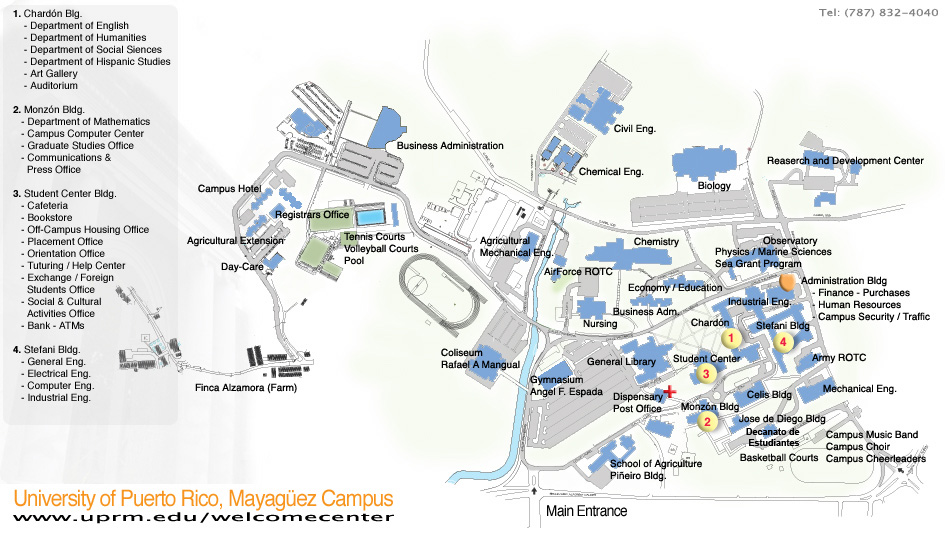 Tel: (787) 832-4040
1. Chardón Blg.
- Department of English
- Department of Humanities
- Department of Social Siences
- Department of Hispanic Studies
- Art Gallery
- Auditorium
2. Monzón Bldg.
- Department of Mathematics
- Campus Computer Center
- Graduate Studies Office
- Communications &
Press Office
3. Student Center Bldg.
- Cafeteria
- Bookstore
- Off-Campus Housing Office
- Placement Office
- Orientation Office
- Tuturing / Help Center
- Exchange / Foreign
Students Office
- Social & Cultural
Activities Office
- Bank - ATMs
4. Stefani Bldg.
- General Eng.
- Electrical Eng.
- Computer Eng.
- Industrial Eng.
Civil Eng.
Business Administration
Chemical Eng.
Reaserch and Development Center
Biology
Campus Hotel
Registrars Office
Agricultural Extension
Day-Care
Tennis Courts
Volleyball Courts
Pool
Agricultural
Mechanical Eng.
Chemistry
Observatory
Physics / Marine Sciences
Sea Grant Program
AirForce ROTC
Economy / Education
Administration Bldg
- Finance - Purchases
- Human Resources
- Campus Security / Traffic
Industrial Eng.
Business Adm.
Nursing
Chardón
Stefani Bldg
1
4
Coliseum
Rafael A Mangual
General Library
Student Center
Army ROTC
3
Gymnasium
Angel F. Espada
Finca Alzamora (Farm)
Dispensary
Post Office
Celis Bldg
Mechanical Eng.
Monzón Bldg
2
Jose de Diego Bldg
Decanato de
Estudiantes
Basketball Courts
Campus Music Band
Campus Choir
Campus Cheerleaders
School of Agriculture
Piñeiro Bldg.
Main Entrance
University of Puerto Rico, Mayagüez Campus
www.uprm.edu/welcomecenter